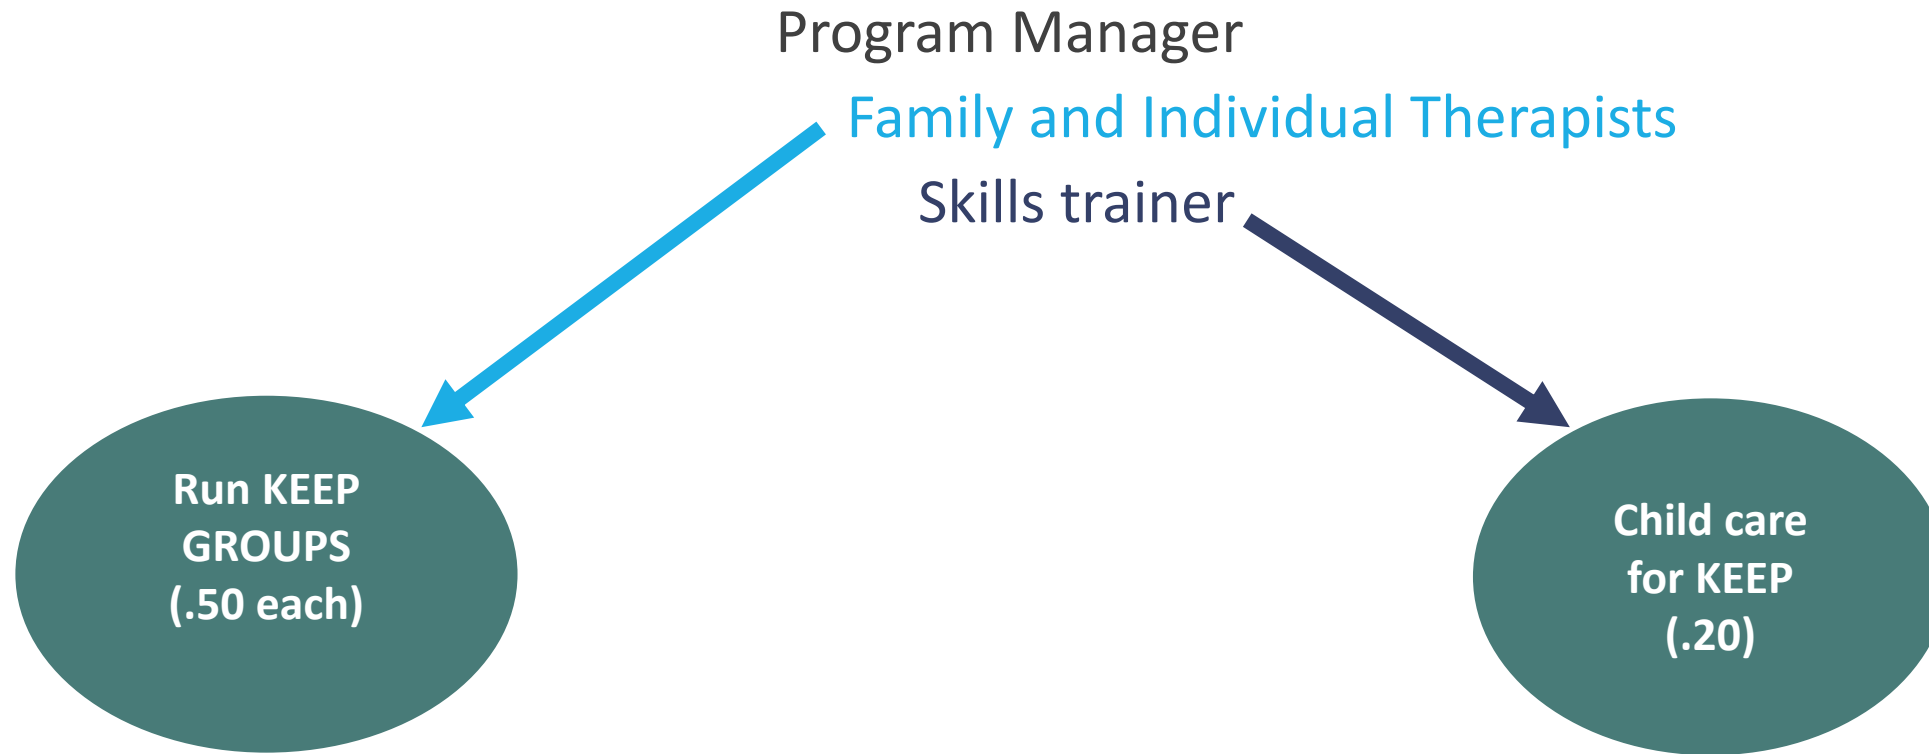 Program Manager
Family and Individual Therapists
Skills trainer
Run KEEP
GROUPS
(.50 each)
Child care
for KEEP
(.20)